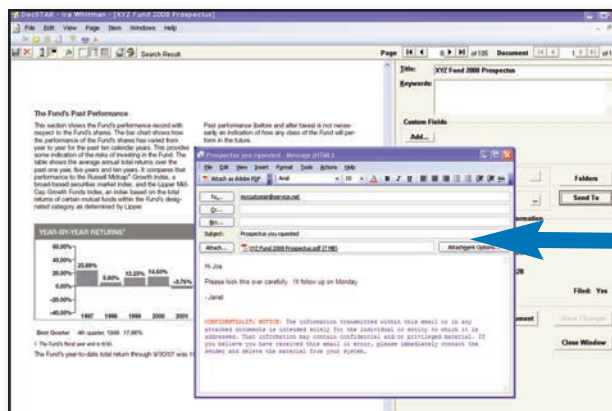 DocSTAR - Ira Whitman - [XYZ Fund 2008 Prospectus]
File Edit View Page Item Windows Help
Search Result
Page of 135 Document
Title: XYZ Fund 2008 Prospectus
Keywords:
Custom Fields
Add...
The Fund's Past Performance
This section shows the Fund's performance record with
respect to the Fund's shares. The bar chart shows how
the performance of the Fund's shares has varied from
year to year for the past ten calendar years. This provides
some indication of the risks of investing in the Fund. The
table shows the average annual total returns over the
past one year, five years and ten years. It compares that
performance to the Russell Midcap® Growth Index, a
broad-based securities market index, and the Lipper Mid-
Cap Growth Funds Index, an index based on the total
returns of certain mutual funds within the Fund's desig-
nated category as determined by Lipper.
Past performance (before and after taxes) is not neces-
sarily an indication of how any class of the Fund will per-
form in the future.
YEAR-BY-YEAR RETURNS¹
60.00%
40.00%
20.00%
0.00%
-20.00%
-40.00%
1997 1998 1999 2000 2001
Best Quarter 4th quarter, 1998 17.60%
The Fund's year-to-date total return through 9/30/07 was
Prospectus you rquested - Message (HTML)
File Edit View Insert Format Tools Actions Help
Attach as Adobe PDF Arial 10
To... mycustomer@service.net
Cc...
Bcc...
Subject: Prospectus you rquested
Attach... XYZ Fund 2008 Prospectus.pdf (7 MB) Attachment Options...
Hi Joe
Please look this over carefully. I'll follow up on Monday
- Janet
CONFIDENTIALITY NOTICE: The information transmitted within this email or in any
attached documents is intended solely for the individual or entity to which it is
addressed. That information may contain confidential and/or privileged material. If
you believe you have received this email in error, please immediately contact the
sender and delete the material from your system.
Folders
Send To
Filed: Yes
Save Changes
Close Window